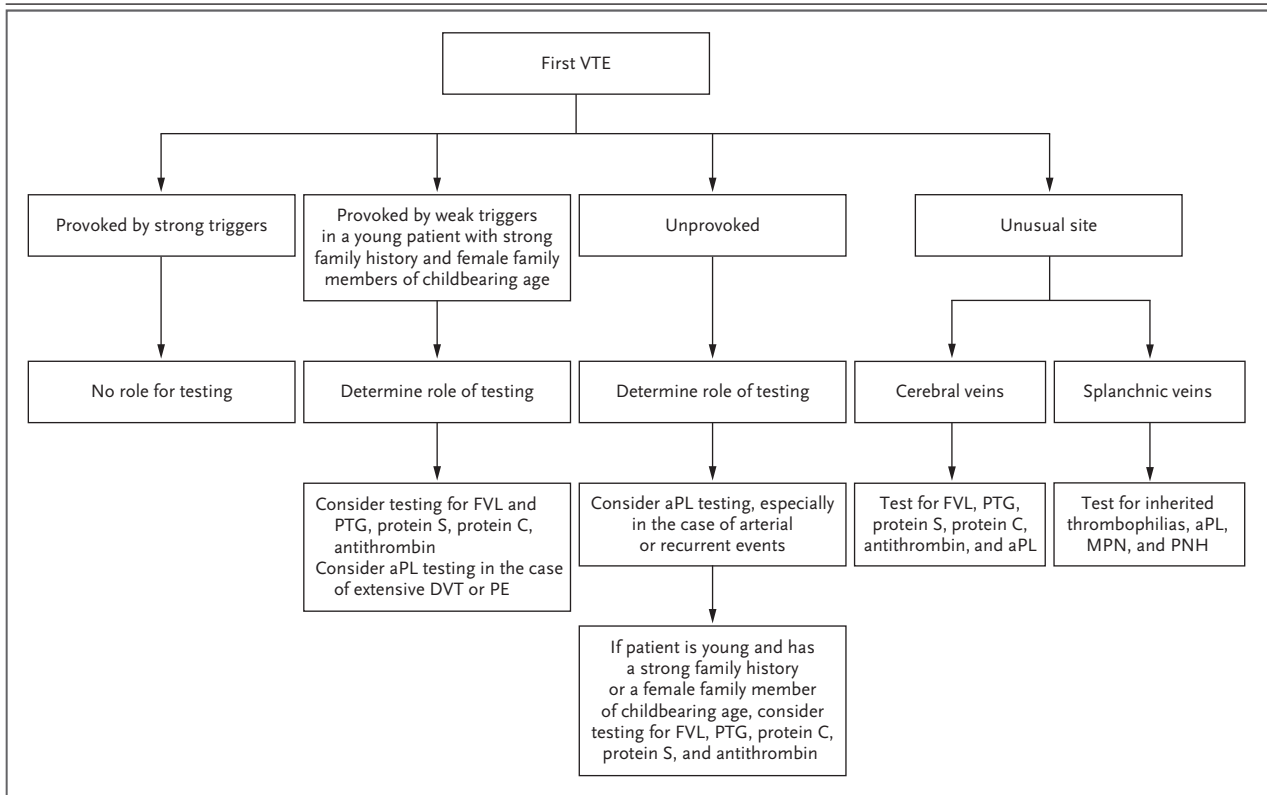 First VTE
Provoked by strong triggers
Provoked by weak triggers
in a young patient with strong
family history and female family
members of childbearing age
Unprovoked
Unusual site
No role for testing
Determine role of testing
Determine role of testing
Cerebral veins
Splanchnic veins
Consider testing for FVL and
PTG, protein S, protein C,
antithrombin
Consider aPL testing in the case
of extensive DVT or PE
Consider aPL testing, especially
in the case of arterial
or recurrent events
Test for FVL, PTG,
protein S, protein C,
antithrombin, and aPL
Test for inherited
thrombophilias, aPL,
MPN, and PNH
If patient is young and has
a strong family history
or a female family member
of childbearing age, consider
testing for FVL, PTG, protein C,
protein S, and antithrombin